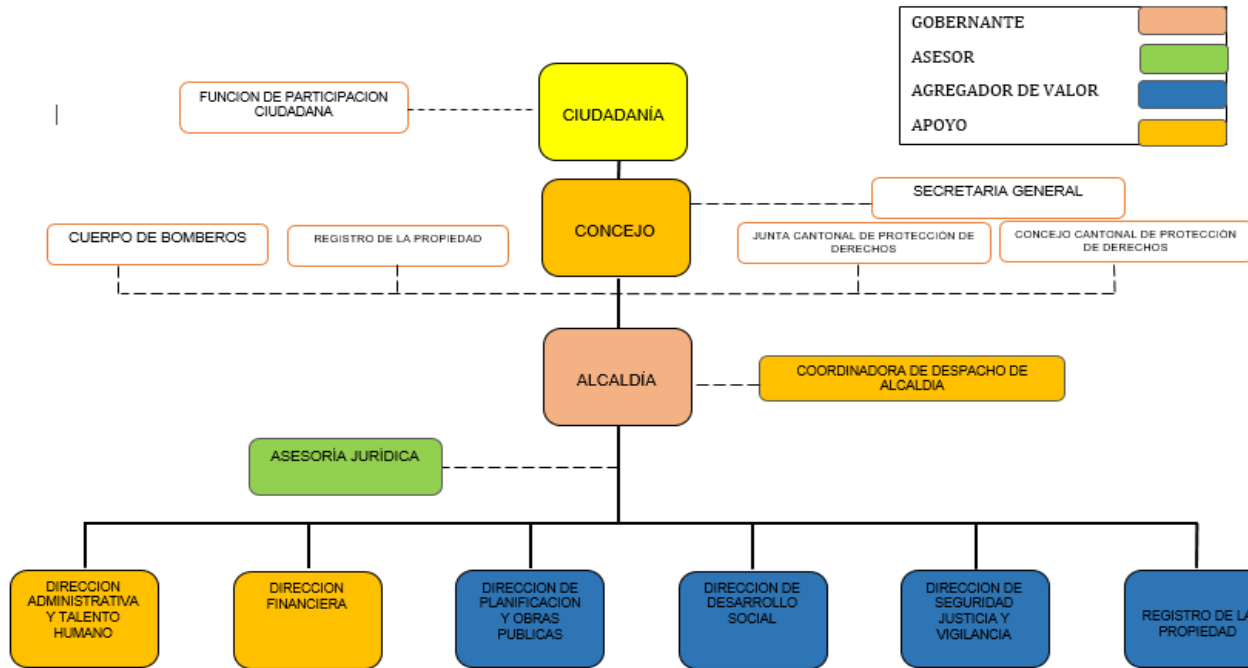 GOBERNANTE
ASESOR
AGREGADOR DE VALOR
APOYO
FUNCION DE PARTICIPACION
CIUDADANA
CIUDADANÍA
SECRETARIA GENERAL
CONCEJO
CUERPO DE BOMBEROS
REGISTRO DE LA PROPIEDAD
JUNTA CANTONAL DE PROTECCIÓN DE
DERECHOS
CONCEJO CANTONAL DE PROTECCIÓN
DE DERECHOS
ALCALDÍA
COORDINADORA DE DESPACHO DE
ALCALDIA
ASESORÍA JURÍDICA
DIRECCION
ADMINISTRATIVA
Y TALENTO
HUMANO
DIRECCION
FINANCIERA
DIRECCION DE
PLANIFICACION
Y OBRAS
PUBLICAS
DIRECCION DE
DESARROLLO
SOCIAL
DIRECCION DE
SEGURIDAD
JUSTICIA Y
VIGILANCIA
REGISTRO DE LA
PROPIEDAD